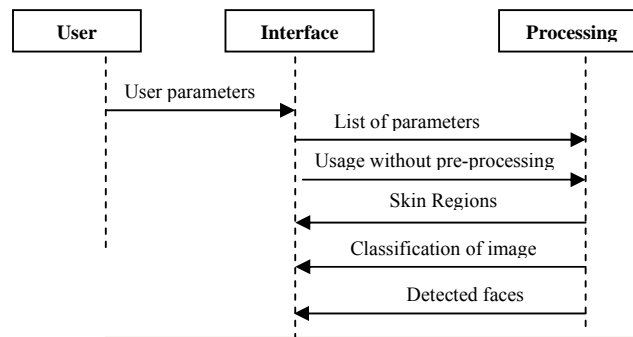 User
Interface
Processing
User parameters
List of parameters
Usage without pre-processing
Skin Regions
Classification of image
Detected faces